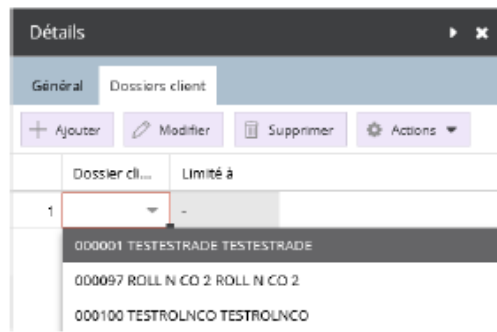 Détails
Général Dossiers client
Ajouter Modifier Supprimer Actions
Dossier cli... Limité à
1 -
000001 TESTESTRADE TESTESTRADE
000097 ROLL N CO 2 ROLL N CO 2
000100 TESTROLNCO TESTROLNCO